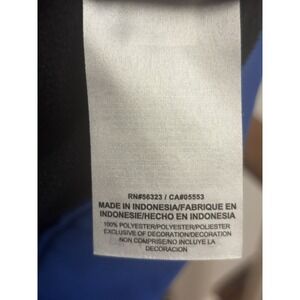 RN#56323 / CA#05553
MADE IN INDONESIA/FABRIQUE EN
INDONESIE/HECHO EN INDONESIA
100% POLYESTER/POLYESTER/POLIESTER
EXCLUSIVE OF DECORATION/DECORATION
NON COMPRISE/NO INCLUYE LA
DECORACION